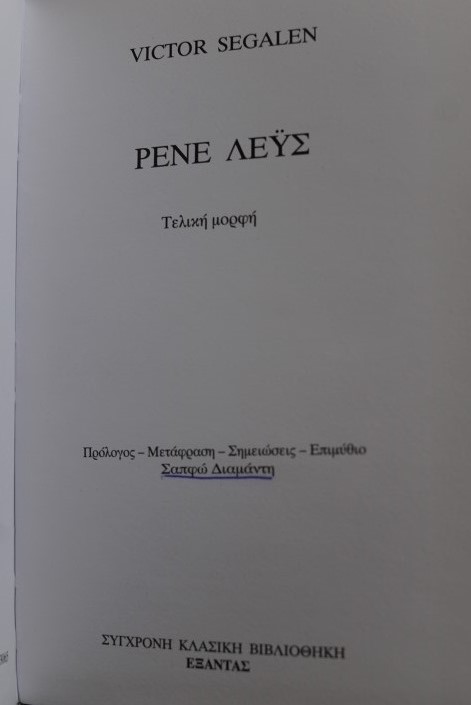 VICTOR SEGALEN
ΡΕΝΕ ΛΕΫΣ
Τελική μορφή
Πρόλογος – Μετάφραση – Σημειώσεις – Επιμύθιο
Σαπφώ Διαμάντη
ΣΥΓΧΡΟΝΗ ΚΛΑΣΙΚΗ ΒΙΒΛΙΟΘΗΚΗ
ΕΞΑΝΤΑΣ